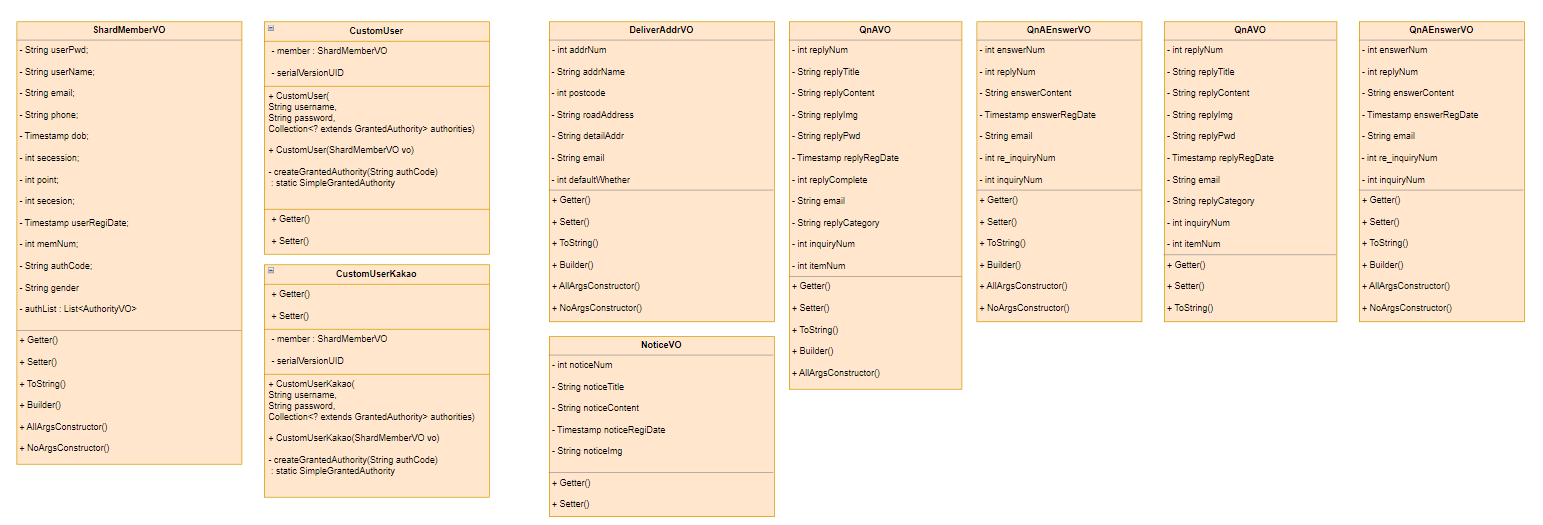 ShardMemberVO
- String userPwd;
- String userName;
- String email;
- String phone;
- Timestamp dob;
- int secession;
- int point;
- int secesion;
- Timestamp userRegiDate;
- int memNum;
- String authCode;
- String gender
- authList : List<AuthorityVO>
+ Getter()
+ Setter()
+ ToString()
+ Builder()
+ AllArgsConstructor()
+ NoArgsConstructor()
CustomUser
- member : ShardMemberVO
- serialVersionUID
+ CustomUser(
String username,
String password,
Collection<? extends GrantedAuthority> authorities)
+ CustomUser(ShardMemberVO vo)
- createGrantedAuthority(String authCode)
: static SimpleGrantedAuthority
+ Getter()
+ Setter()
CustomUserKakao
+ Getter()
+ Setter()
- member : ShardMemberVO
- serialVersionUID
+ CustomUserKakao(
String username,
String password,
Collection<? extends GrantedAuthority> authorities)
+ CustomUserKakao(ShardMemberVO vo)
- createGrantedAuthority(String authCode)
: static SimpleGrantedAuthority
DeliverAddrVO
- int addrNum
- String addrName
- int postcode
- String roadAddress
- String detailAddr
- String email
- int defaultWhether
+ Getter()
+ Setter()
+ ToString()
+ Builder()
+ AllArgsConstructor()
+ NoArgsConstructor()
NoticeVO
- int noticeNum
- String noticeTitle
- String noticeContent
- Timestamp noticeRegiDate
- String noticeImg
+ Getter()
+ Setter()
QnAVO
- int replyNum
- String replyTitle
- String replyContent
- String replyImg
- String replyPwd
- Timestamp replyRegDate
- int replyComplete
- String email
- String replyCategory
- int inquiryNum
- int itemNum
+ Getter()
+ Setter()
+ ToString()
+ Builder()
+ AllArgsConstructor()
QnAEnswerVO
- int enswerNum
- int replyNum
- String enswerContent
- Timestamp enswerRegDate
- String email
- int re_inquiryNum
- int inquiryNum
+ Getter()
+ Setter()
+ ToString()
+ Builder()
+ AllArgsConstructor()
+ NoArgsConstructor()
QnAVO
- int replyNum
- String replyTitle
- String replyContent
- String replyImg
- String replyPwd
- Timestamp replyRegDate
- String email
- String replyCategory
- int inquiryNum
- int itemNum
+ Getter()
+ Setter()
+ ToString()
QnAEnswerVO
- int enswerNum
- int replyNum
- String enswerContent
- Timestamp enswerRegDate
- String email
- int re_inquiryNum
- int inquiryNum
+ Getter()
+ Setter()
+ ToString()
+ Builder()
+ AllArgsConstructor()
+ NoArgsConstructor()